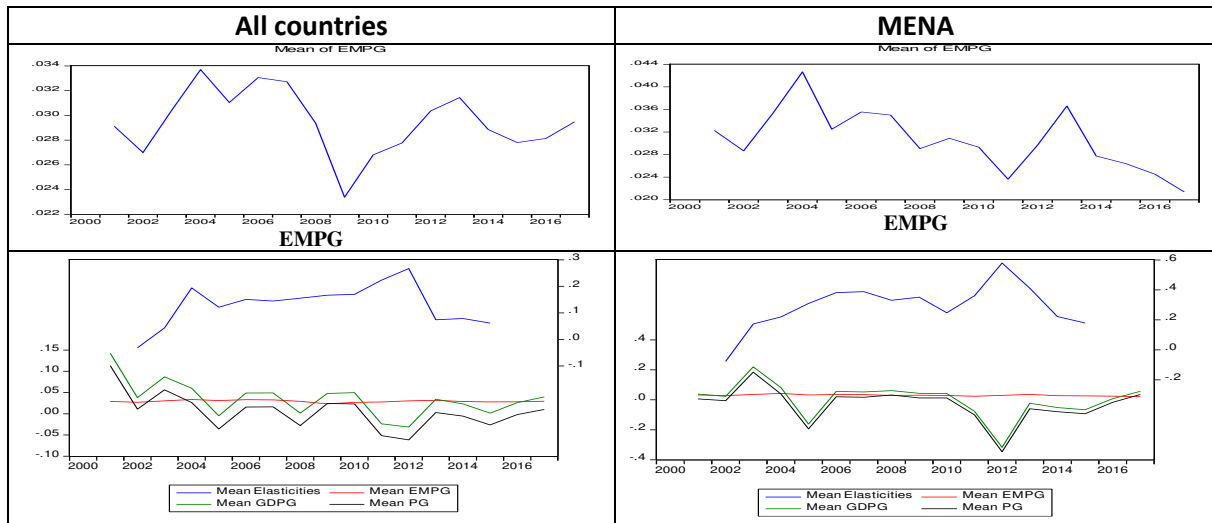 All countries
MENA
Mean of EMPG
.034
.032
.030
.028
.026
.024
.022
2000 2002 2004 2006 2008 2010 2012 2014 2016
EMPG
Mean of EMPG
.044
.040
.036
.032
.028
.024
.020
2000 2002 2004 2006 2008 2010 2012 2014 2016
EMPG
.3
.2
.1
.0
-.1
.15
.10
.05
.00
-.05
-.10
2000 2002 2004 2006 2008 2010 2012 2014 2016
Mean Elasticities Mean EMPG
Mean GDPG Mean PG
.6
.4
.2
.0
-.2
.4
.2
.0
-.2
-.4
2000 2002 2004 2006 2008 2010 2012 2014 2016
Mean Elasticities Mean EMPG
Mean GDPG Mean PG